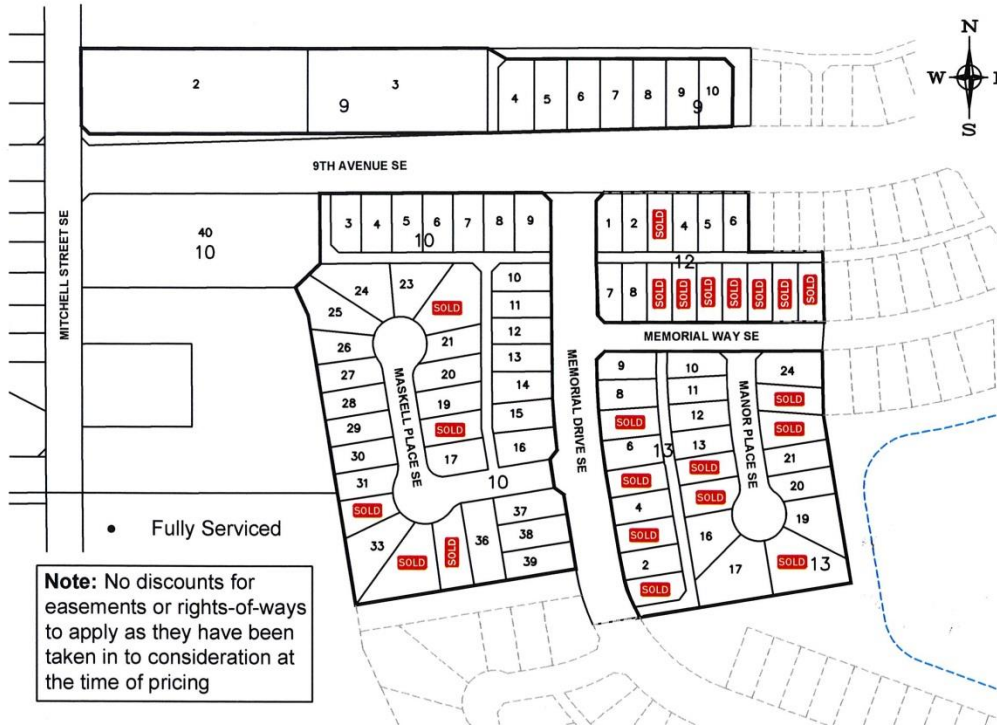 N
W
S
2
3
9
4 5 6 7 8 9 10
9
9TH AVENUE SE
MITCHELL STREET SE
40
10
3 4 5 6 7 8 9
10
1 2 SOLD 4 5 6
12
7 8 SOLD SOLD SOLD SOLD SOLD SOLD SOLD
MEMORIAL WAY SE
23
24
25
26
27
28
29
30
31
SOLD
33
SOLD
SOLD
36
SOLD
21
20
19
SOLD
17
MASKELL PLACE SE
10
11
12
13
14
15
16
10
37
38
39
MEMORIAL DRIVE SE
9
8
SOLD
6
SOLD
4
SOLD
2
SOLD
13
10
11
12
13
SOLD
SOLD
16
17
MANOR PLACE SE
24
SOLD
SOLD
21
20
19
SOLD
13
• Fully Serviced
Note: No discounts for
easements or rights-of-ways
to apply as they have been
taken in to consideration at
the time of pricing